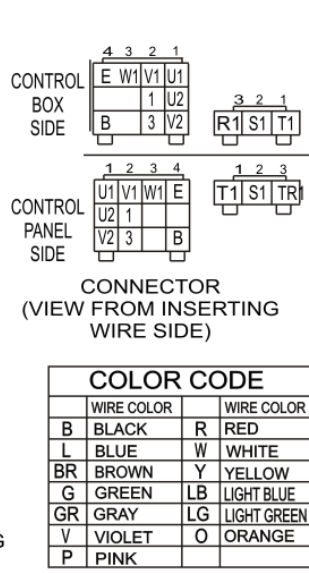 4 3 2 1
CONTROL BOX SIDE
E W1 V1 U1
1 U2
B 3 V2
3 2 1
R1 S1 T1
1 2 3 4
CONTROL PANEL SIDE
U1 V1 W1 E
U2 1
V2 3 B
1 2 3
T1 S1 TR1
CONNECTOR
(VIEW FROM INSERTING
WIRE SIDE)
COLOR CODE
WIRE COLOR WIRE COLOR
B BLACK R RED
L BLUE W WHITE
BR BROWN Y YELLOW
G GREEN LB LIGHT BLUE
GR GRAY LG LIGHT GREEN
V VIOLET O ORANGE
P PINK
G